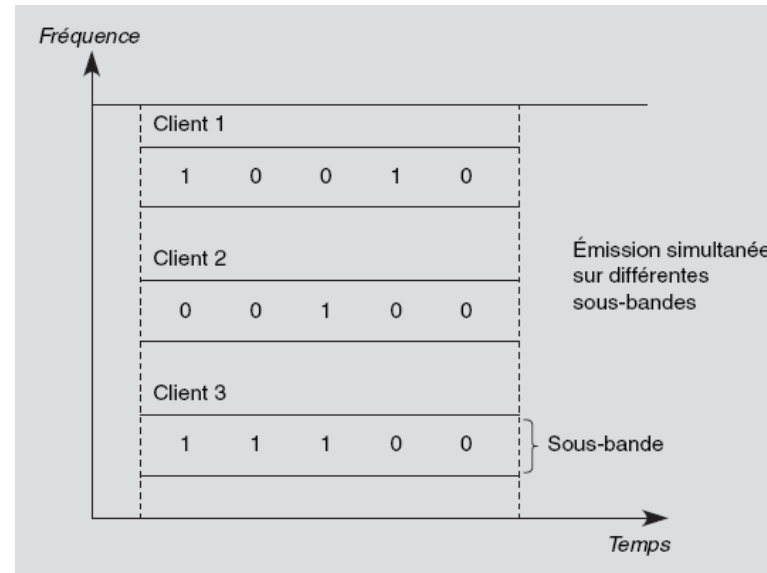 Fréquence
Client 1
1 0 0 1 0
Client 2
0 0 1 0 0
Émission simultanée
sur différentes
sous-bandes
Client 3
1 1 1 0 0
Sous-bande
Temps